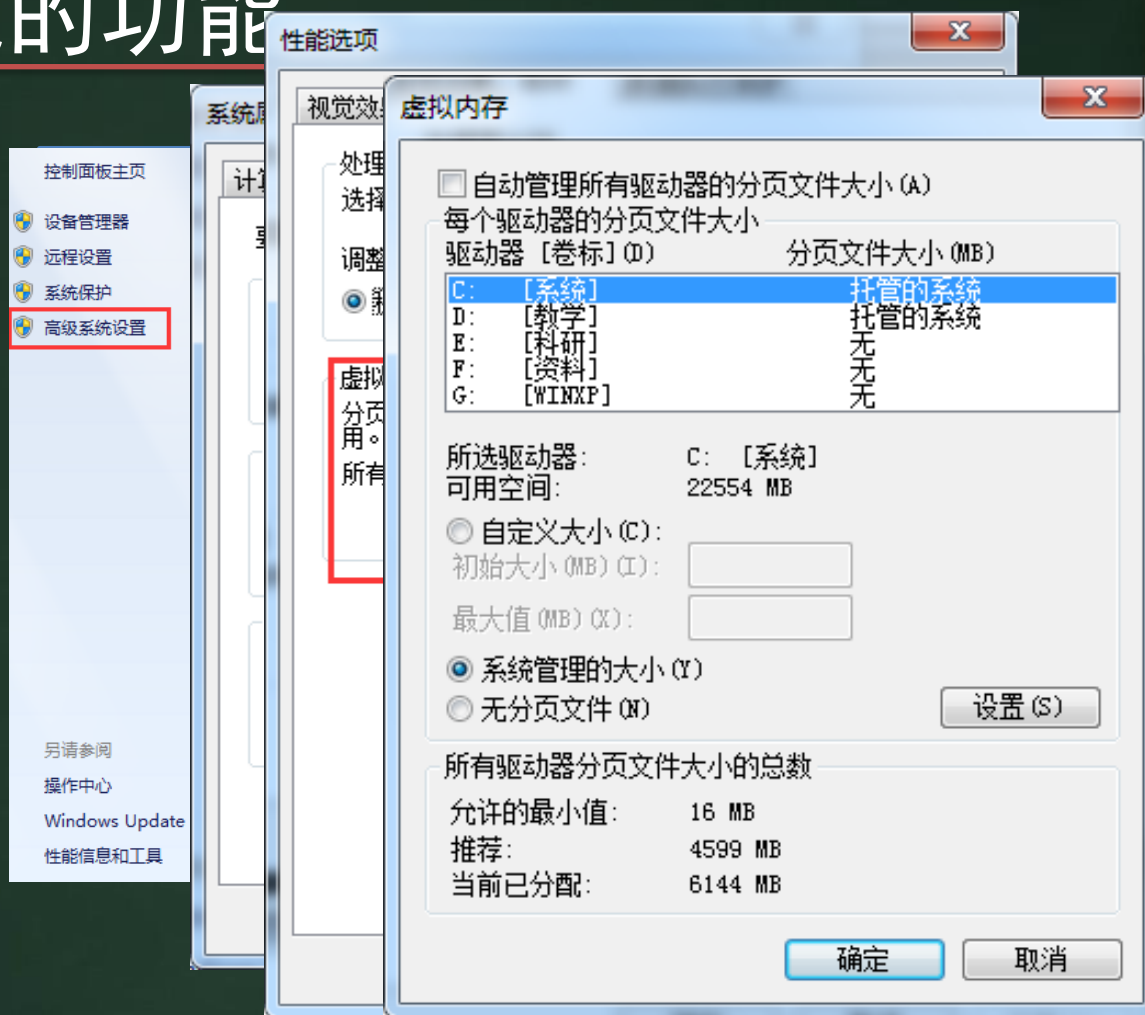 的功能
控制面板主页
设备管理器
远程设置
系统保护
高级系统设置
另请参阅
操作中心
Windows Update
性能信息和工具
系统
性能选项
视觉效
处理
选择
调整
虚拟
分页
用。
所有
虚拟内存
自动管理所有驱动器的分页文件大小(A)
每个驱动器的分页文件大小
驱动器 [卷标](D) 分页文件大小(MB)
C: [系统] 托管的系统
D: [教学] 托管的系统
E: [科研] 无
F: [资料] 无
G: [WINXP] 无
所选驱动器: C: [系统]
可用空间: 22554 MB
自定义大小(C):
初始大小(MB)(I):
最大值(MB)(X):
系统管理的大小(Y)
无分页文件(N)
设置(S)
所有驱动器分页文件大小的总数
允许的最小值: 16 MB
推荐: 4599 MB
当前已分配: 6144 MB
确定 取消